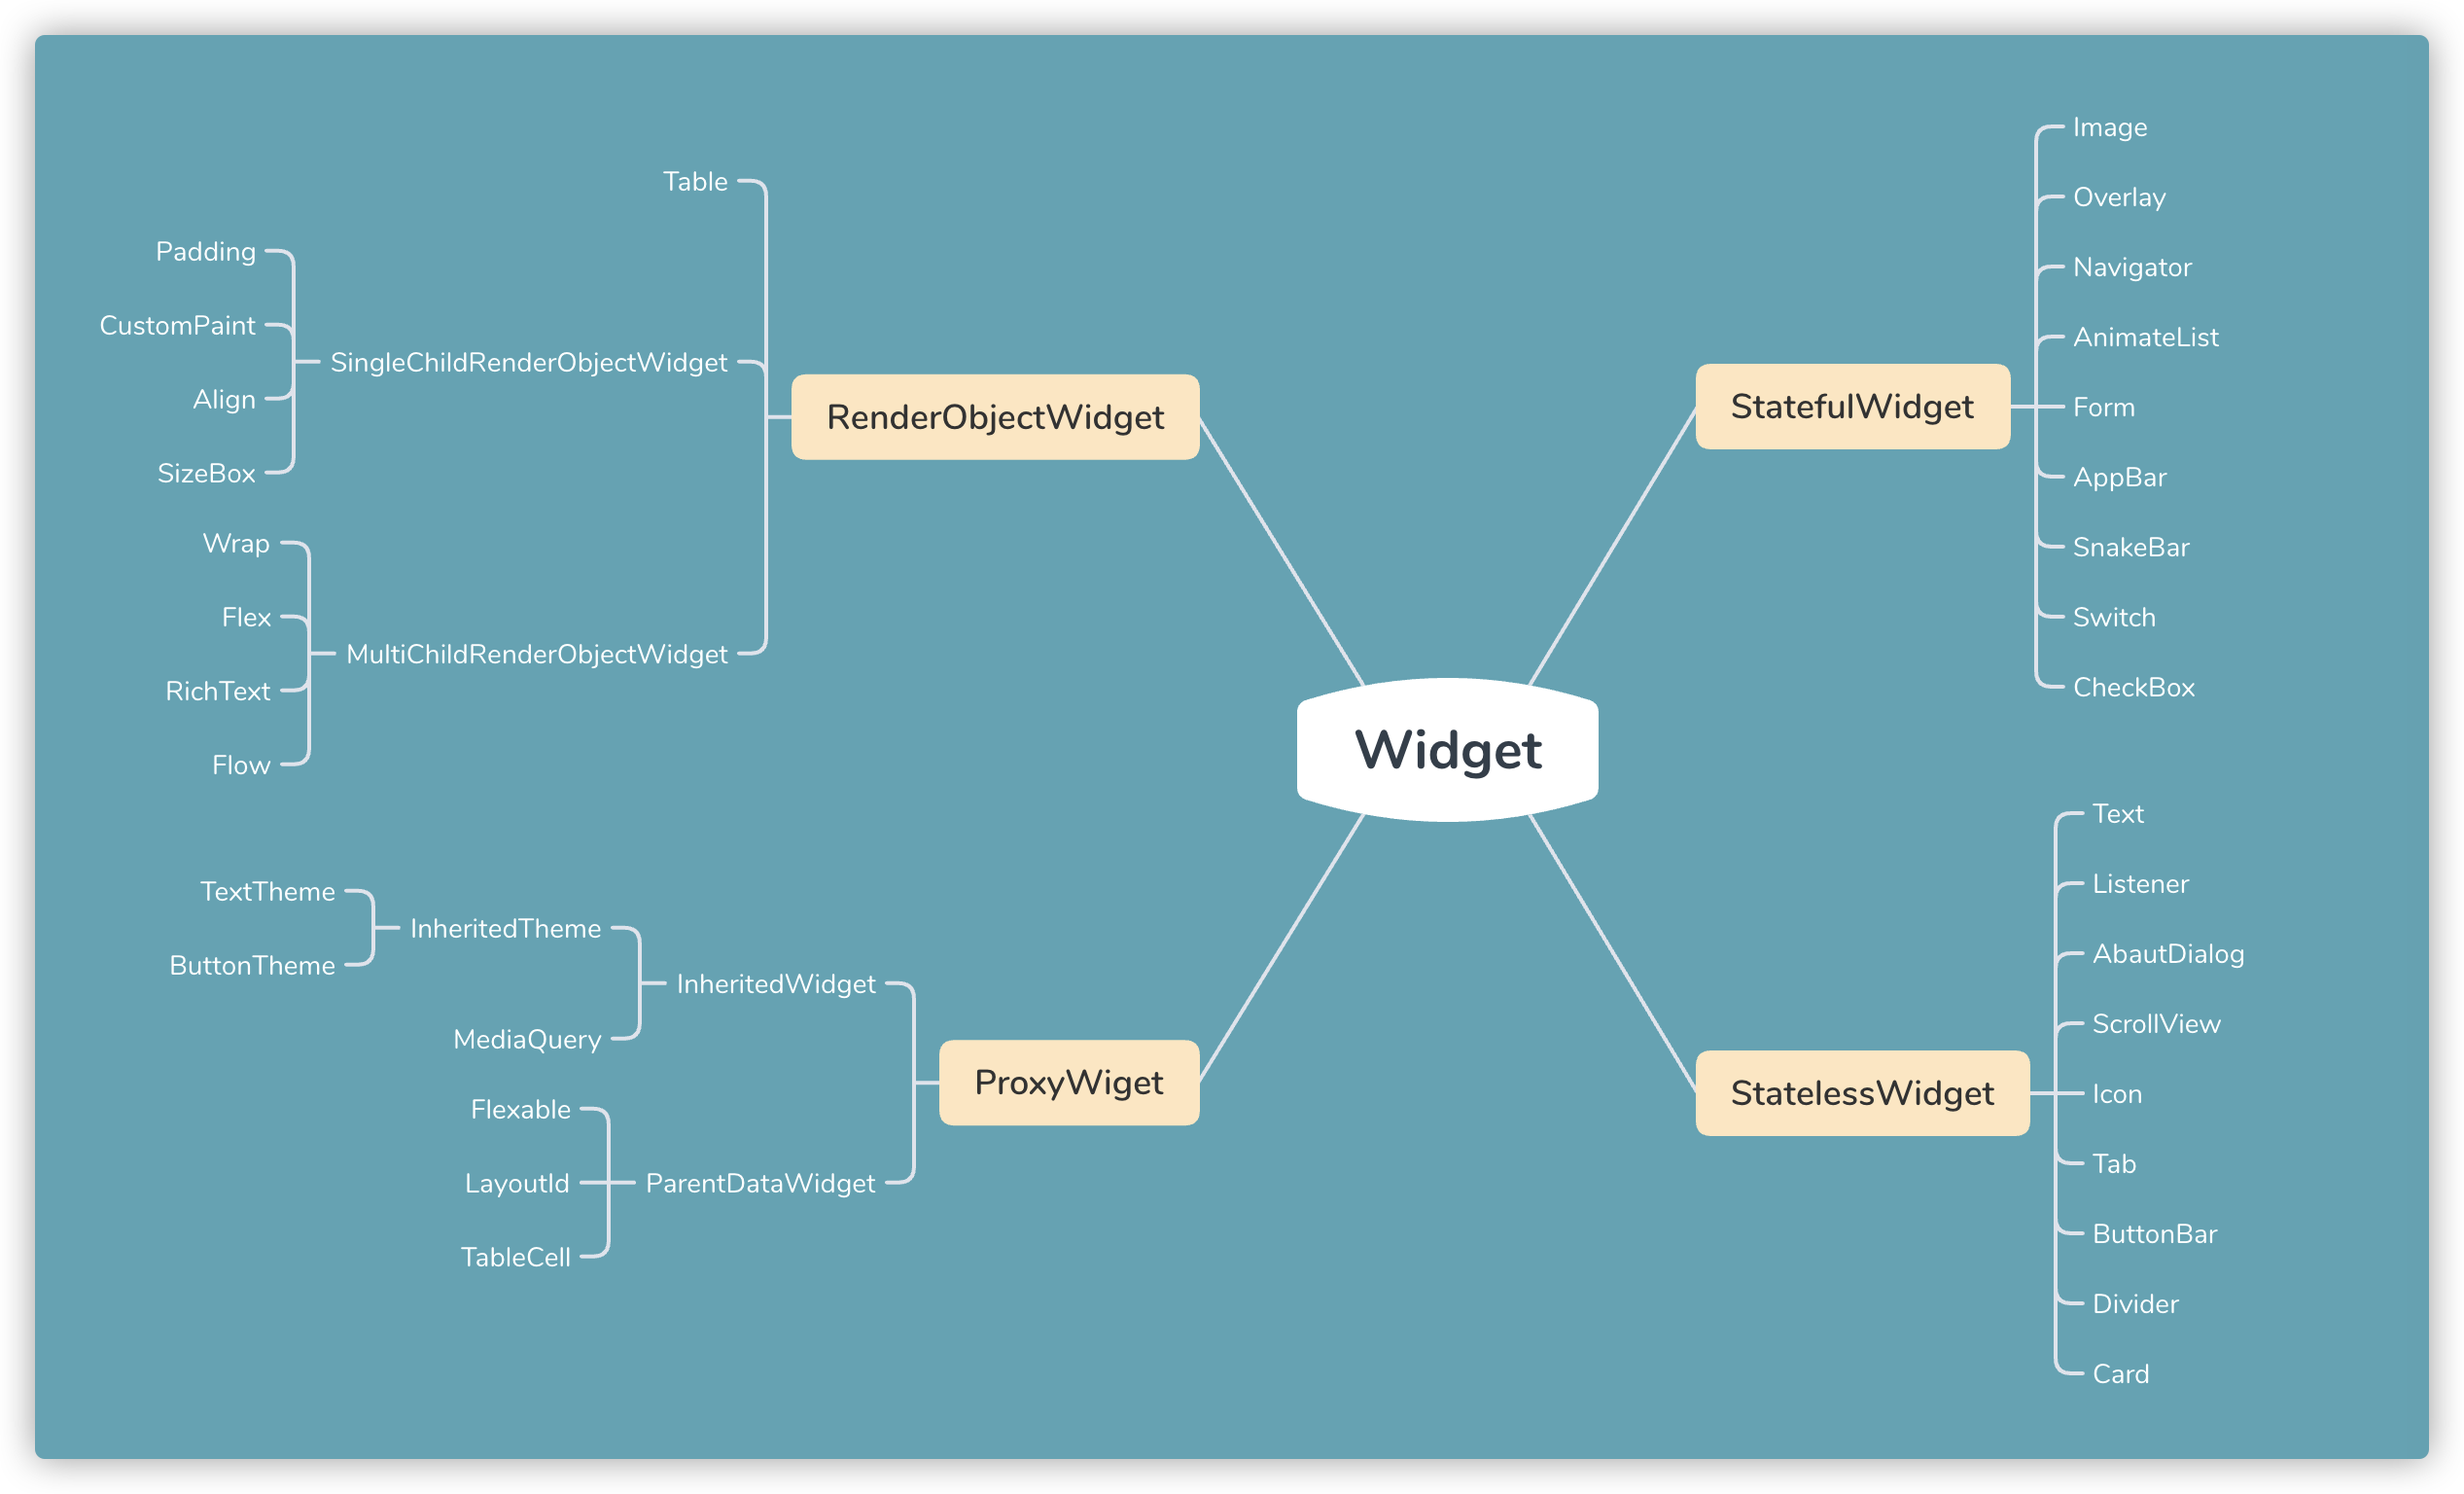 Widget
RenderObjectWidget
Table
SingleChildRenderObjectWidget
Padding
CustomPaint
Align
SizeBox
MultiChildRenderObjectWidget
Wrap
Flex
RichText
Flow
ProxyWiget
InheritedWidget
InheritedTheme
TextTheme
ButtonTheme
MediaQuery
ParentDataWidget
Flexable
LayoutId
TableCell
StatefulWidget
Image
Overlay
Navigator
AnimateList
Form
AppBar
SnakeBar
Switch
CheckBox
StatelessWidget
Text
Listener
AbautDialog
ScrollView
Icon
Tab
ButtonBar
Divider
Card